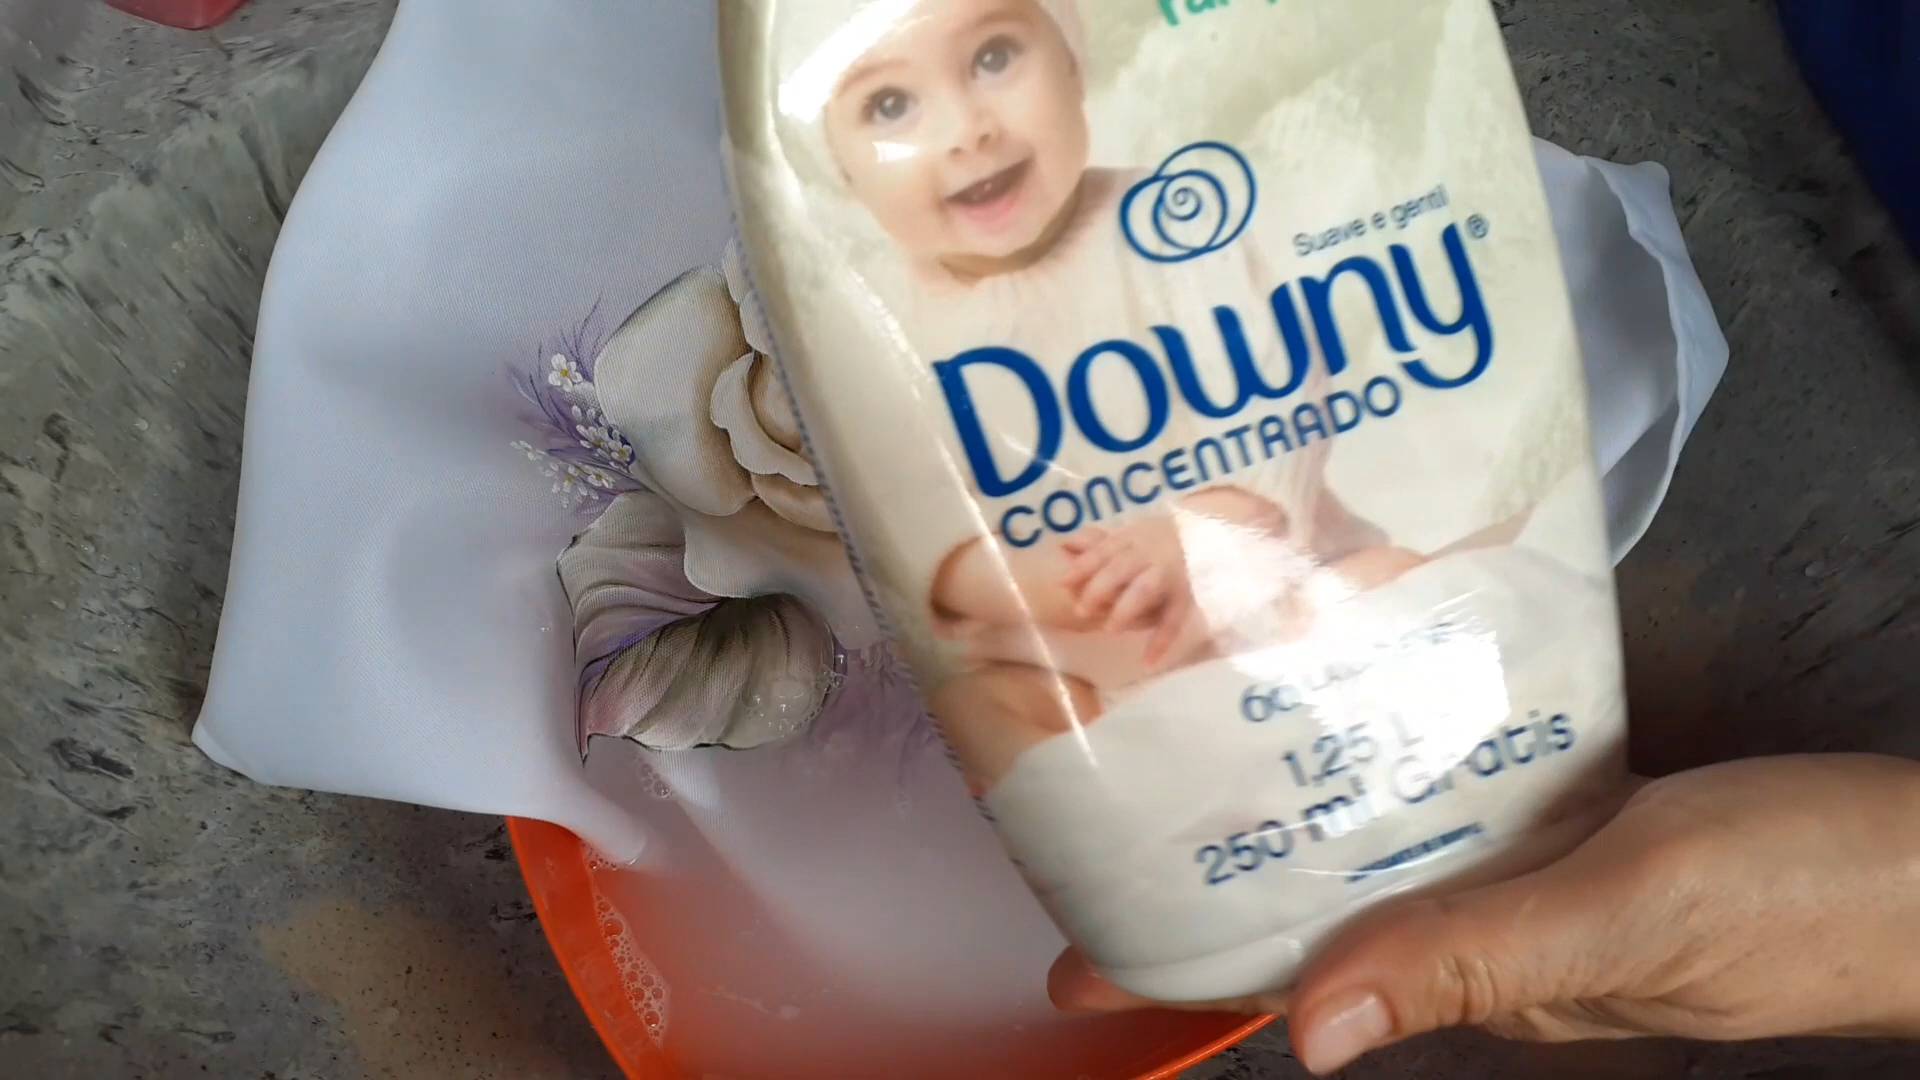 Suave e gentil
Downy®
CONCENTRADO
1,25 L
250 ml Grátis